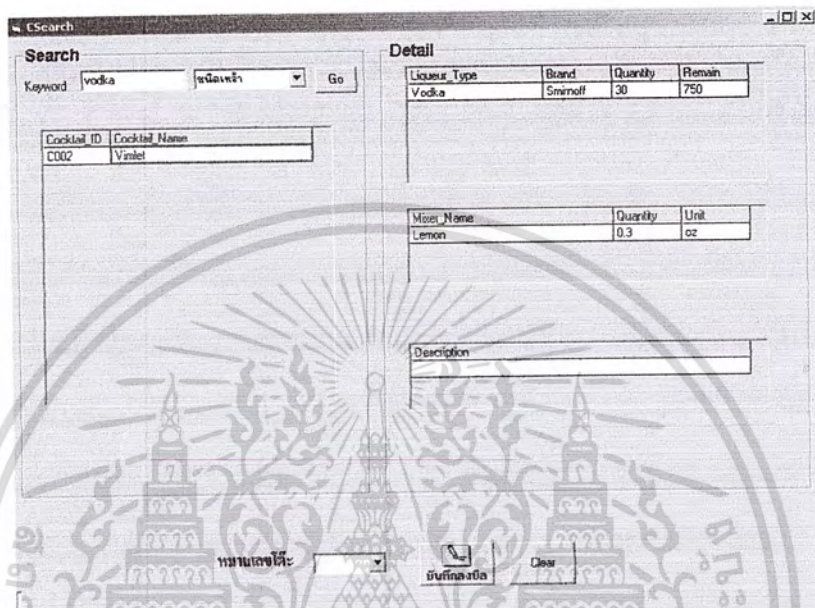 CSearch
Search
Keyword vodka ชนิดเหล้า Go
Cocktail_ID Cocktail_Name
C002 Vimlet
Detail
Liqueur_Type Brand Quantity Remain
Vodka Smirnoff 30 750
Mixer_Name Quantity Unit
Lemon 0.3 oz
Description
หมายเลขโต๊ะ
บันทึกลงบิล
Clear